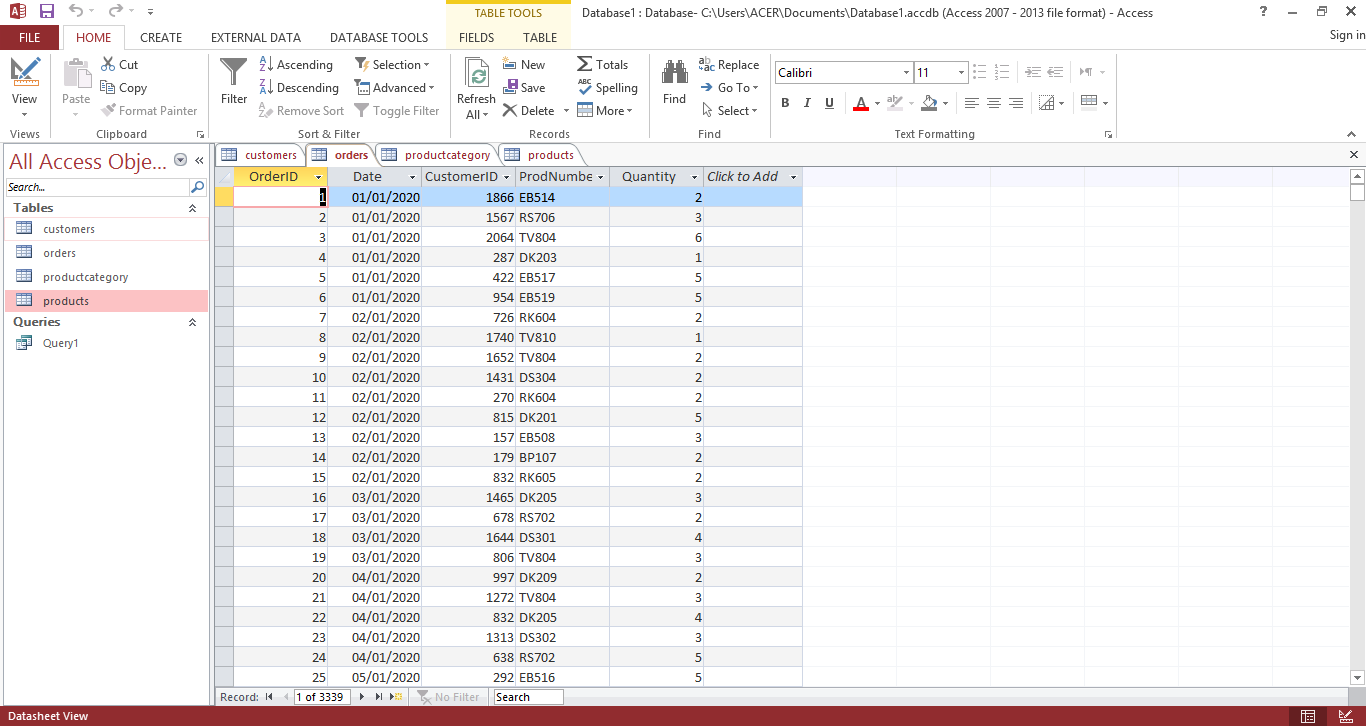 Database1 : Database- C:\Users\ACER\Documents\Database1.accdb (Access 2007 - 2013 file format) - Access
TABLE TOOLS
?
Sign in
FILE HOME CREATE EXTERNAL DATA DATABASE TOOLS FIELDS TABLE
View
Views
Paste
Cut
Copy
Format Painter
Clipboard
Filter
Ascending
Descending
Remove Sort
Selection
Advanced
Toggle Filter
Sort & Filter
Refresh
All
New
Save
Delete
Totals
Spelling
More
Records
Find
Replace
Go To
Select
Find
Calibri 11
B I U
Text Formatting
All Access Obje...
Search...
Tables
customers
orders
productcategory
products
Queries
Query1
customers orders productcategory products
OrderID Date CustomerID ProdNumbe Quantity Click to Add
1 01/01/2020 1866 EB514 2
2 01/01/2020 1567 RS706 3
3 01/01/2020 2064 TV804 6
4 01/01/2020 287 DK203 1
5 01/01/2020 422 EB517 5
6 01/01/2020 954 EB519 5
7 02/01/2020 726 RK604 2
8 02/01/2020 1740 TV810 1
9 02/01/2020 1652 TV804 2
10 02/01/2020 1431 DS304 2
11 02/01/2020 270 RK604 2
12 02/01/2020 815 DK201 5
13 02/01/2020 157 EB508 3
14 02/01/2020 179 BP107 2
15 02/01/2020 832 RK605 2
16 03/01/2020 1465 DK205 3
17 03/01/2020 678 RS702 2
18 03/01/2020 1644 DS301 4
19 03/01/2020 806 TV804 3
20 04/01/2020 997 DK209 2
21 04/01/2020 1272 TV804 3
22 04/01/2020 832 DK205 4
23 04/01/2020 1313 DS302 3
24 04/01/2020 638 RS702 5
25 05/01/2020 292 EB516 5
Record: 1 of 3339 No Filter Search
Datasheet View